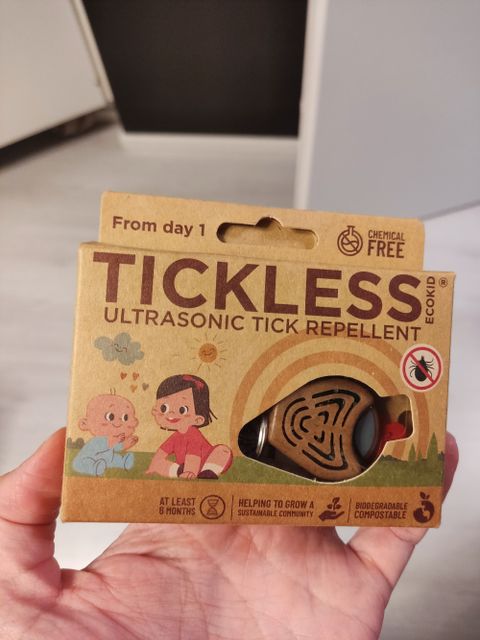 From day 1
CHEMICAL
FREE
TICKLESS
ECOKID®
ULTRASONIC TICK REPELLENT
AT LEAST
6 MONTHS
HELPING TO GROW A
SUSTAINABLE COMMUNITY
BIODEGRADABLE
COMPOSTABLE